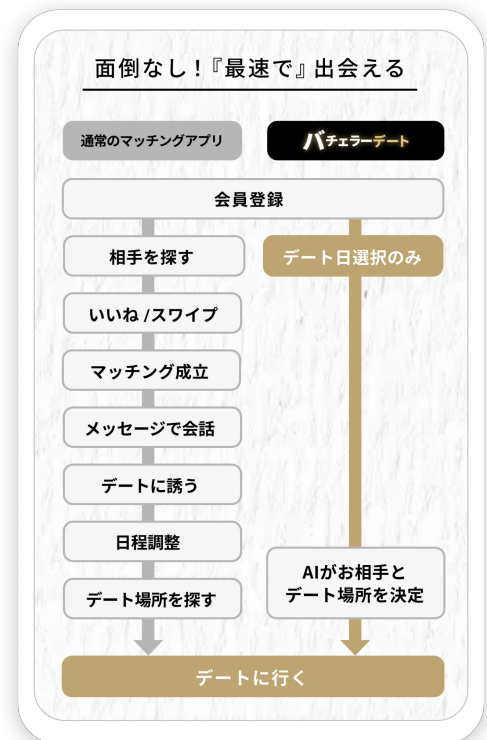 面倒なし！『最速で』出会える
通常のマッチングアプリ
バチェラーデート
会員登録
相手を探す
デート日選択のみ
いいね /スワイプ
マッチング成立
メッセージで会話
デートに誘う
日程調整
デート場所を探す
AIがお相手と
デート場所を決定
デートに行く